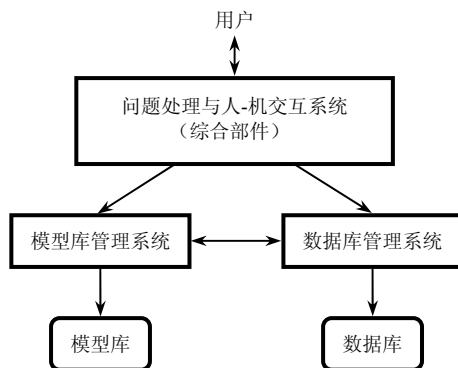 用户
问题处理与人-机交互系统
（综合部件）
模型库管理系统
数据库管理系统
模型库
数据库